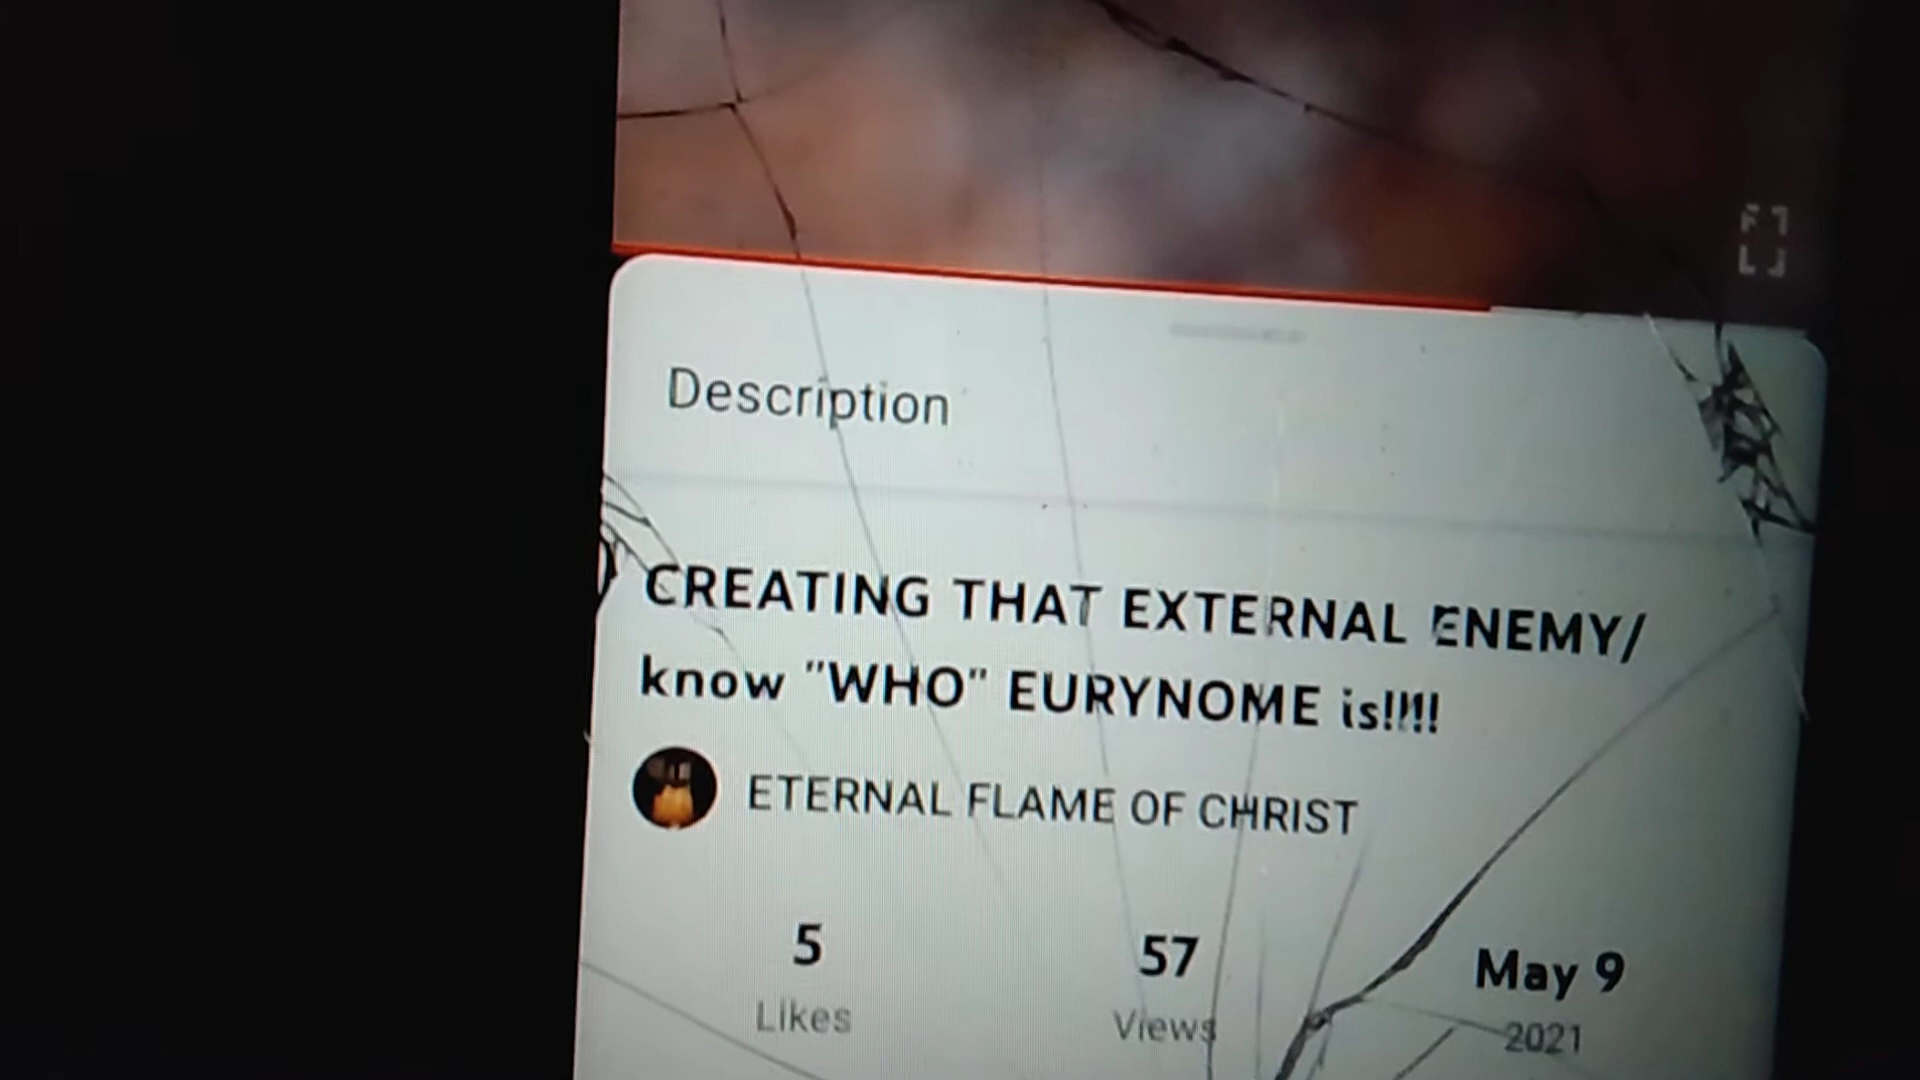 Description
CREATING THAT EXTERNAL ENEMY/
know "WHO" EURYNOME is!!!!
ETERNAL FLAME OF CHRIST
5
57
May 9
Likes
Views
2021